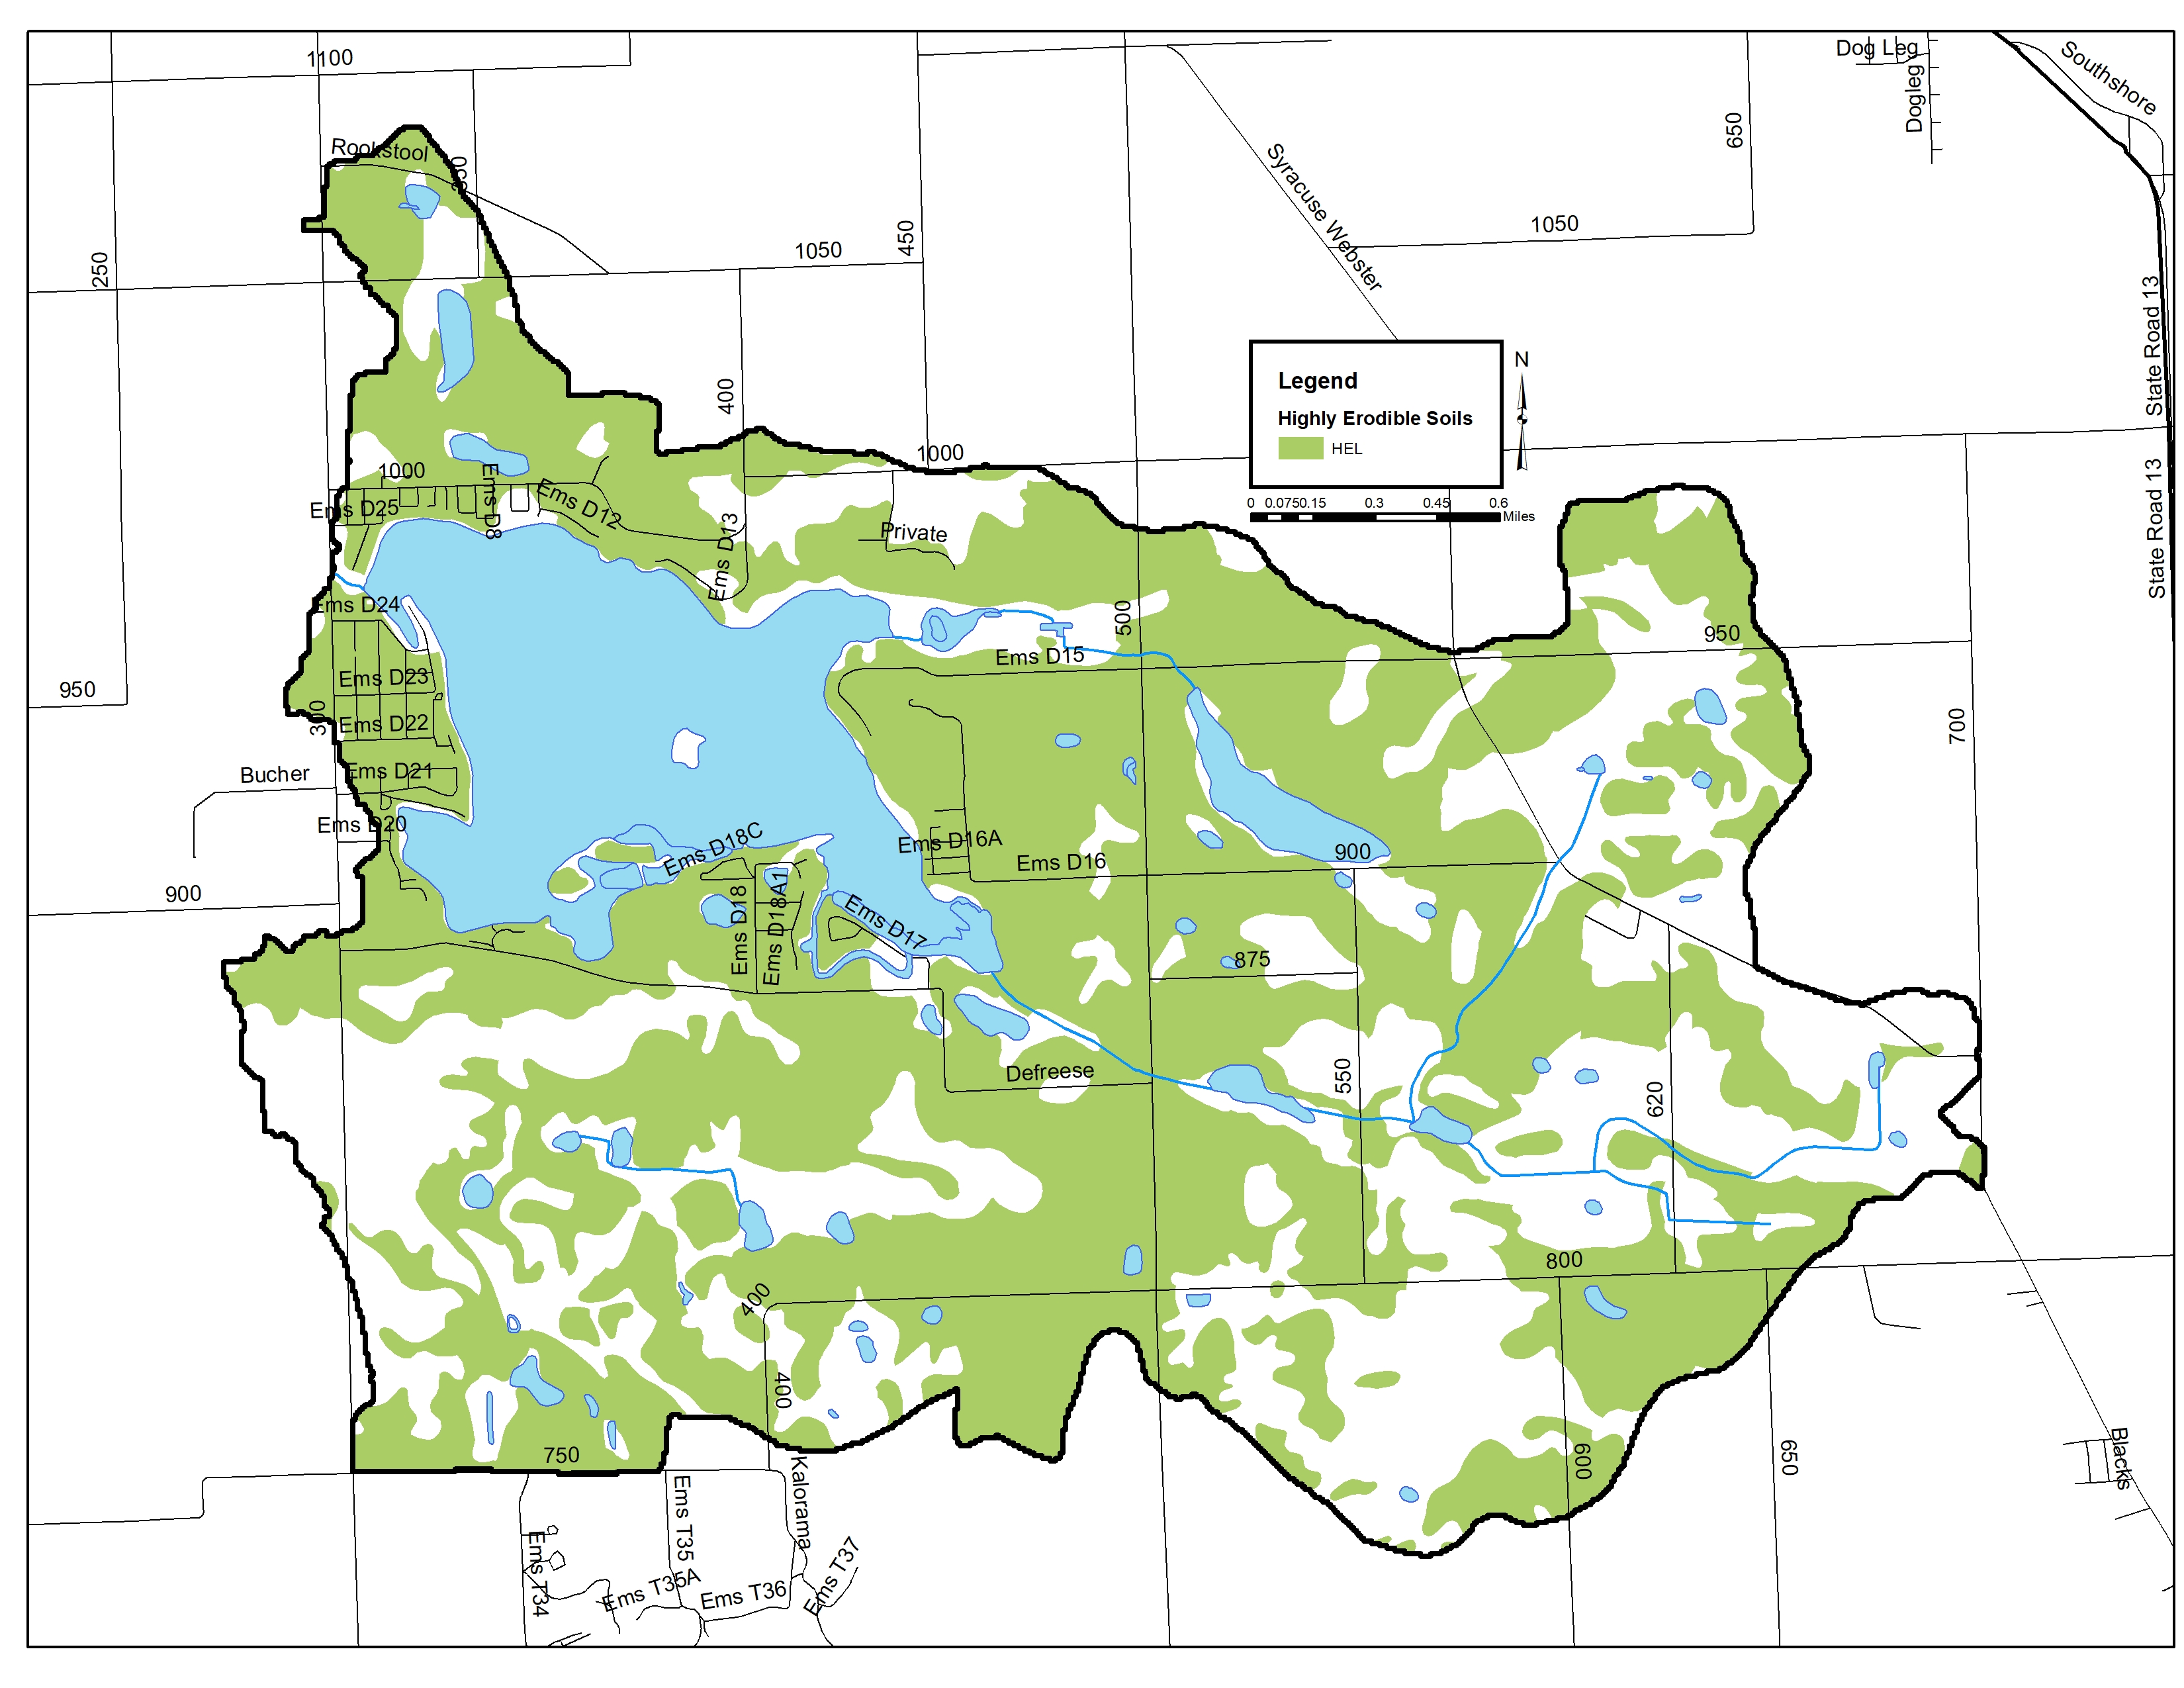 1100
Dog Leg
Dogleg
Southshore
Rookstool
350
650
Syracuse Webster
1050
1050
450
250
State Road 13
Legend
Highly Erodible Soils
HEL
N
0 0.075 0.15 0.3 0.45 0.6
Miles
400
1000
1000
Ems D8
Ems D12
Ems D25
Ems D13
Private
State Road 13
Ems D24
500
950
Ems D15
Ems D23
950
300
Ems D22
700
Bucher
Ems D21
Ems D20
Ems D18C
Ems D16A
Ems D16
900
900
Ems D18
Ems D18A1
Ems D17
875
Defreese
550
620
800
400
400
750
600
650
Blacks
Kalorama
Ems T35
Ems T34
Ems T35A
Ems T36
Ems T37